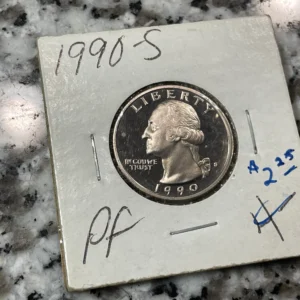 1990-S
LIBERTY
IN GOD WE
TRUST
S
1990
A
2 25
PF